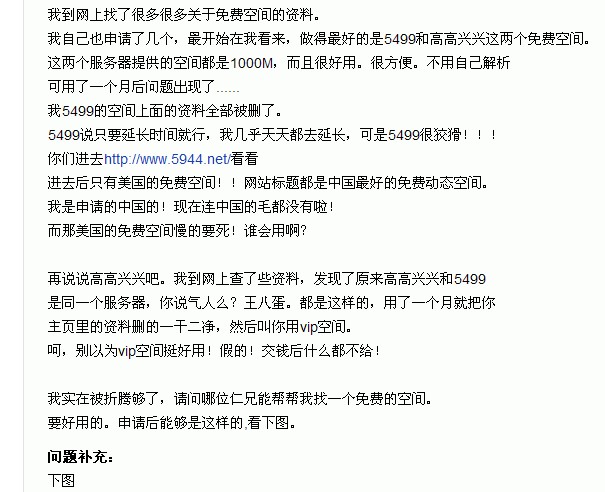 我到网上找了很多很多关于免费空间的资料。
我自己也申请了几个，最开始在我看来，做得最好的是5499和高高兴兴这两个免费空间。
这两个服务器提供的空间都是1000M，而且很好用。很方便。不用自己解析
可用了一个月后问题出现了......
我5499的空间上面的资料全部被删了。
5499说只要延长时间就行，我几乎天天都去延长，可是5499很狡猾！！！
你们进去http://www.5944.net/看看
进去后只有美国的免费空间！！网站标题都是中国最好的免费动态空间。
我是申请的中国的！现在连中国的毛都没有啦！
而那美国的免费空间慢的要死！谁会用啊？
再说说高高兴兴吧。我到网上查了些资料，发现了原来高高兴兴和5499
是同一个服务器，你说气人么？王八蛋。都是这样的，用了一个月就把你
主页里的资料删的一干二净，然后叫你用vip空间。
呵，别以为vip空间挺好用！假的！交钱后什么都不给！
我实在被折腾够了，请问哪位仁兄能帮帮我找一个免费的空间。
要好用的。申请后能够是这样的,看下图。
问题补充：
下图